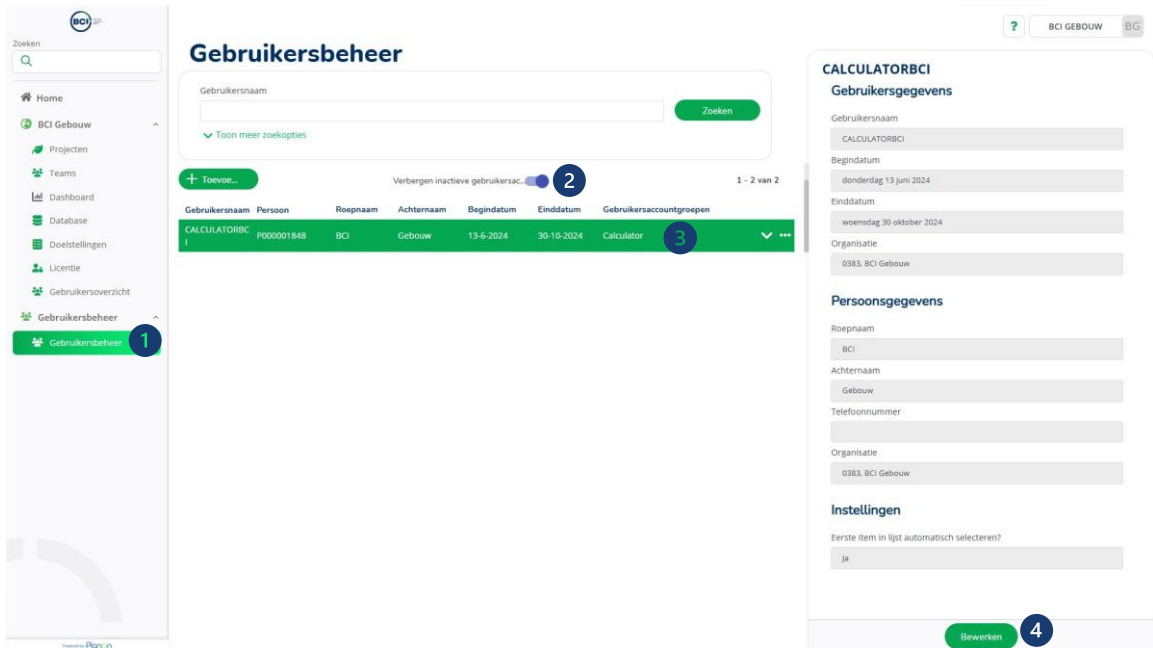 BCI
Zoeken
Home
BCI Gebouw
Projecten
Teams
Dashboard
Database
Doelstellingen
Licentie
Gebruikersoverzicht
Gebruikersbeheer
Gebruikersbeheer
1
Powered by Planon
Gebruikersbeheer
Gebruikersnaam
Zoeken
Toon meer zoekopties
+ Toevoe...
Verbergen inactieve gebruikersac...
2
1 - 2 van 2
Gebruikersnaam Persoon Roepnaam Achternaam Begindatum Einddatum Gebruikersaccountgroepen
CALCULATORBC
I P000001848 BCI Gebouw 13-6-2024 30-10-2024 Calculator 3 ...
? BCI GEBOUW BG
CALCULATORBCI
Gebruikersgegevens
Gebruikersnaam
CALCULATORBCI
Begindatum
donderdag 13 juni 2024
Einddatum
woensdag 30 oktober 2024
Organisatie
0383, BCI Gebouw
Persoonsgegevens
Roepnaam
BCI
Achternaam
Gebouw
Telefoonnummer
Organisatie
0383, BCI Gebouw
Instellingen
Eerste item in lijst automatisch selecteren?
Ja
Bewerken 4